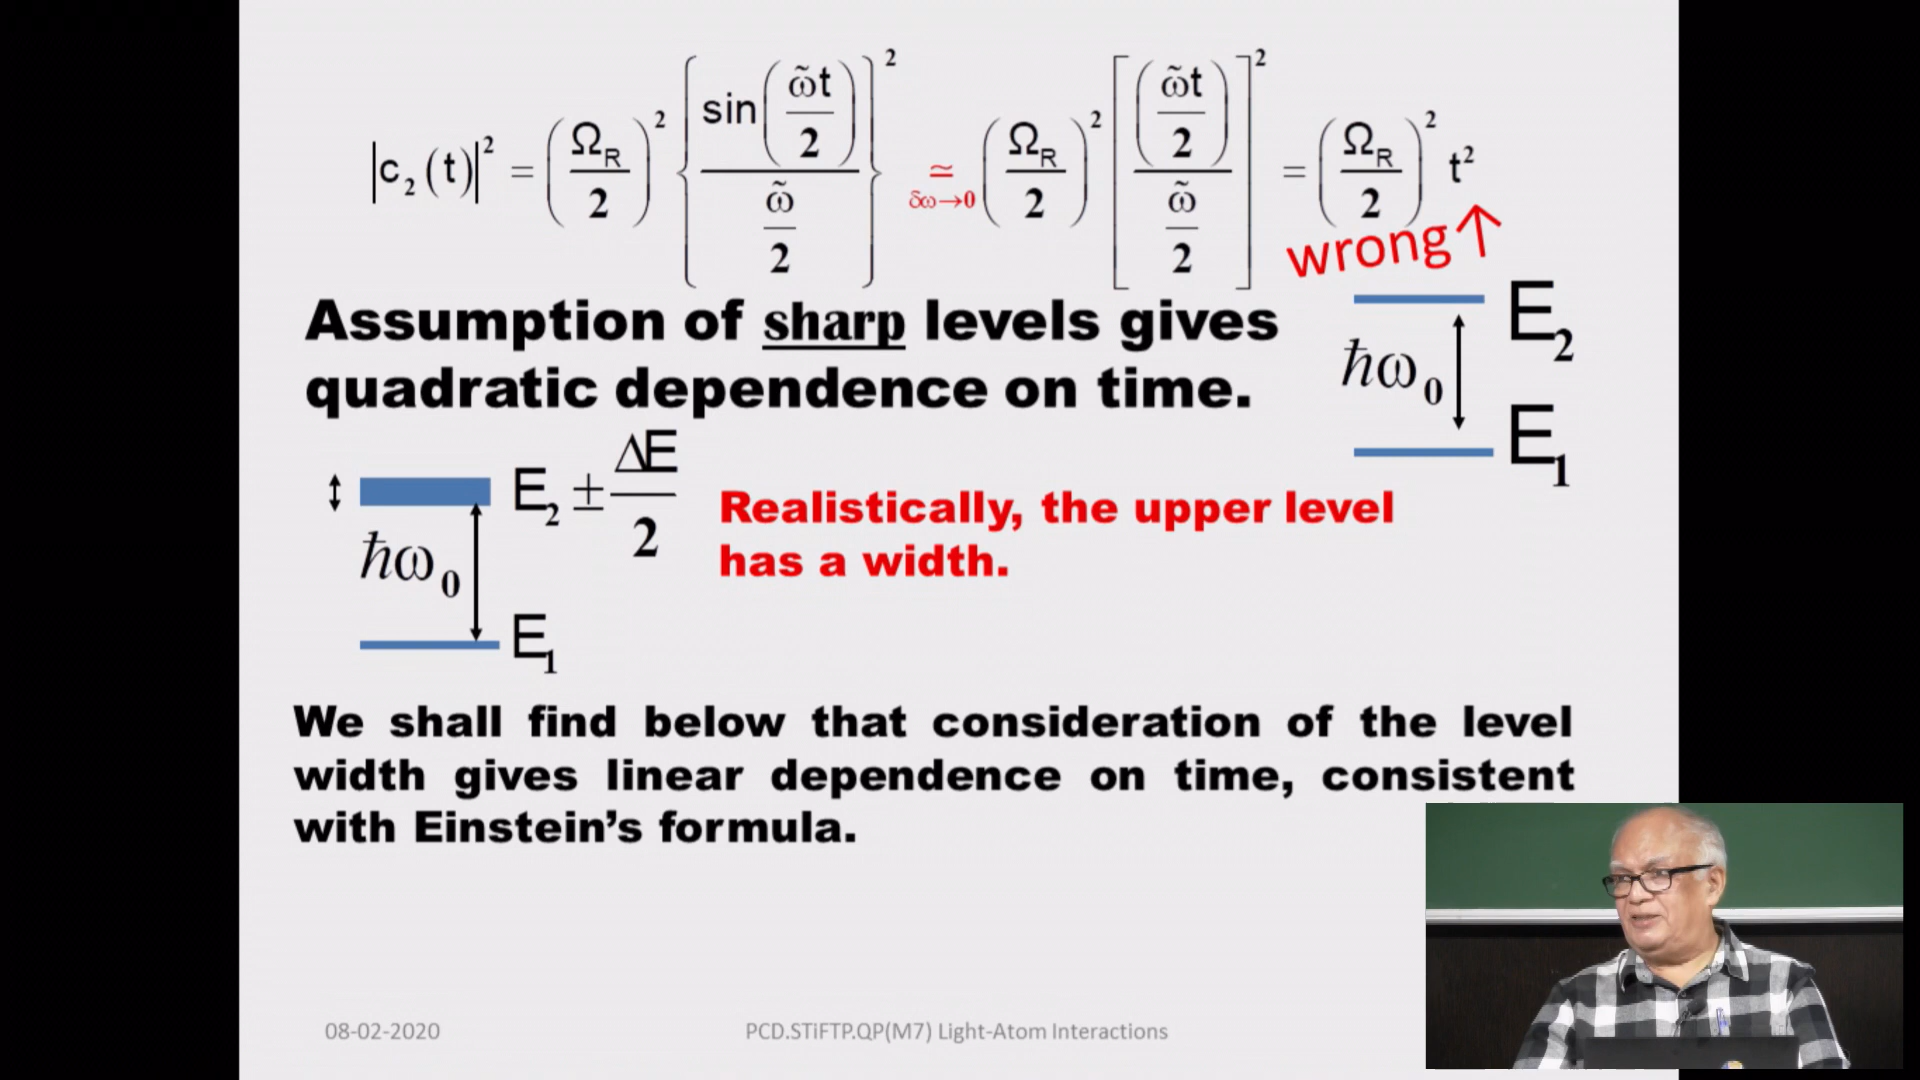 |c₂(t)|² = (Ω_R/2)² {sin(ω̃t/2) / (ω̃/2)}² ≃_{δω→0} (Ω_R/2)² [(ω̃t/2) / (ω̃/2)]² = (Ω_R/2)² t²
wrong↑
Assumption of sharp levels gives
quadratic dependence on time.
E₂
ħω₀
E₁
E₂ ± ΔE/2
ħω₀
E₁
Realistically, the upper level
has a width.
We shall find below that consideration of the level
width gives linear dependence on time, consistent
with Einstein’s formula.
08-02-2020
PCD.STiFTP.QP(M7) Light-Atom Interactions